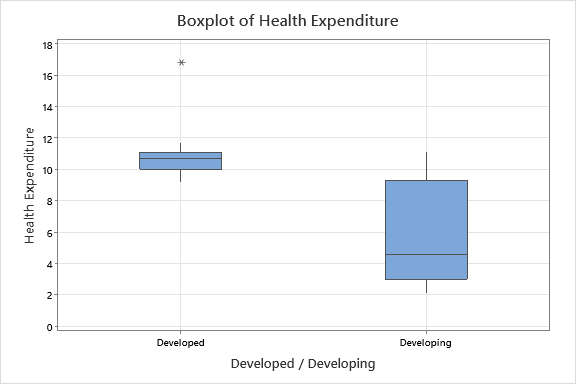 Boxplot of Health Expenditure
18
16
14
12
10
8
6
4
2
0
Health Expenditure
Developed
Developing
Developed / Developing